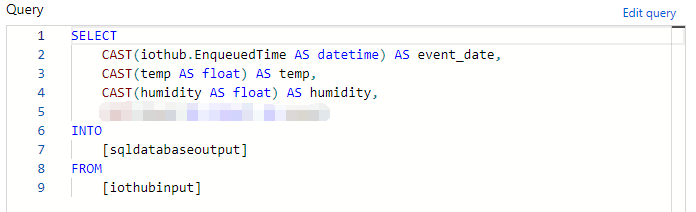 Query
Edit query
1 SELECT
2 CAST(iothub.EnqueuedTime AS datetime) AS event_date,
3 CAST(temp AS float) AS temp,
4 CAST(humidity AS float) AS humidity,
5
6 INTO
7 [sqldatabaseoutput]
8 FROM
9 [iothubinput]